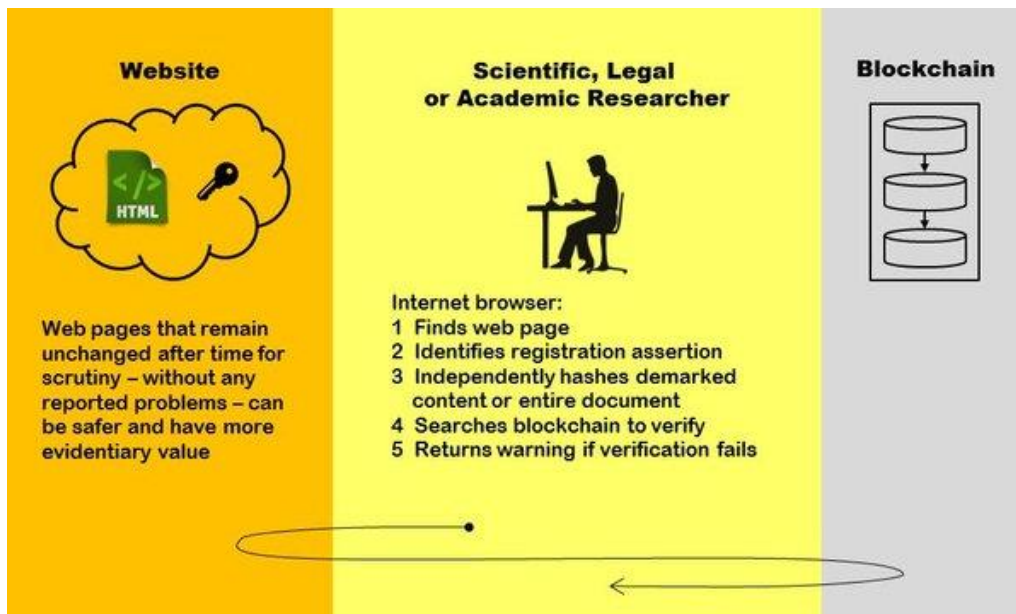 Website
</>
HTML
Web pages that remain
unchanged after time for
scrutiny – without any
reported problems – can
be safer and have more
evidentiary value
Scientific, Legal
or Academic Researcher
Internet browser:
1 Finds web page
2 Identifies registration assertion
3 Independently hashes demarked
content or entire document
4 Searches blockchain to verify
5 Returns warning if verification fails
Blockchain